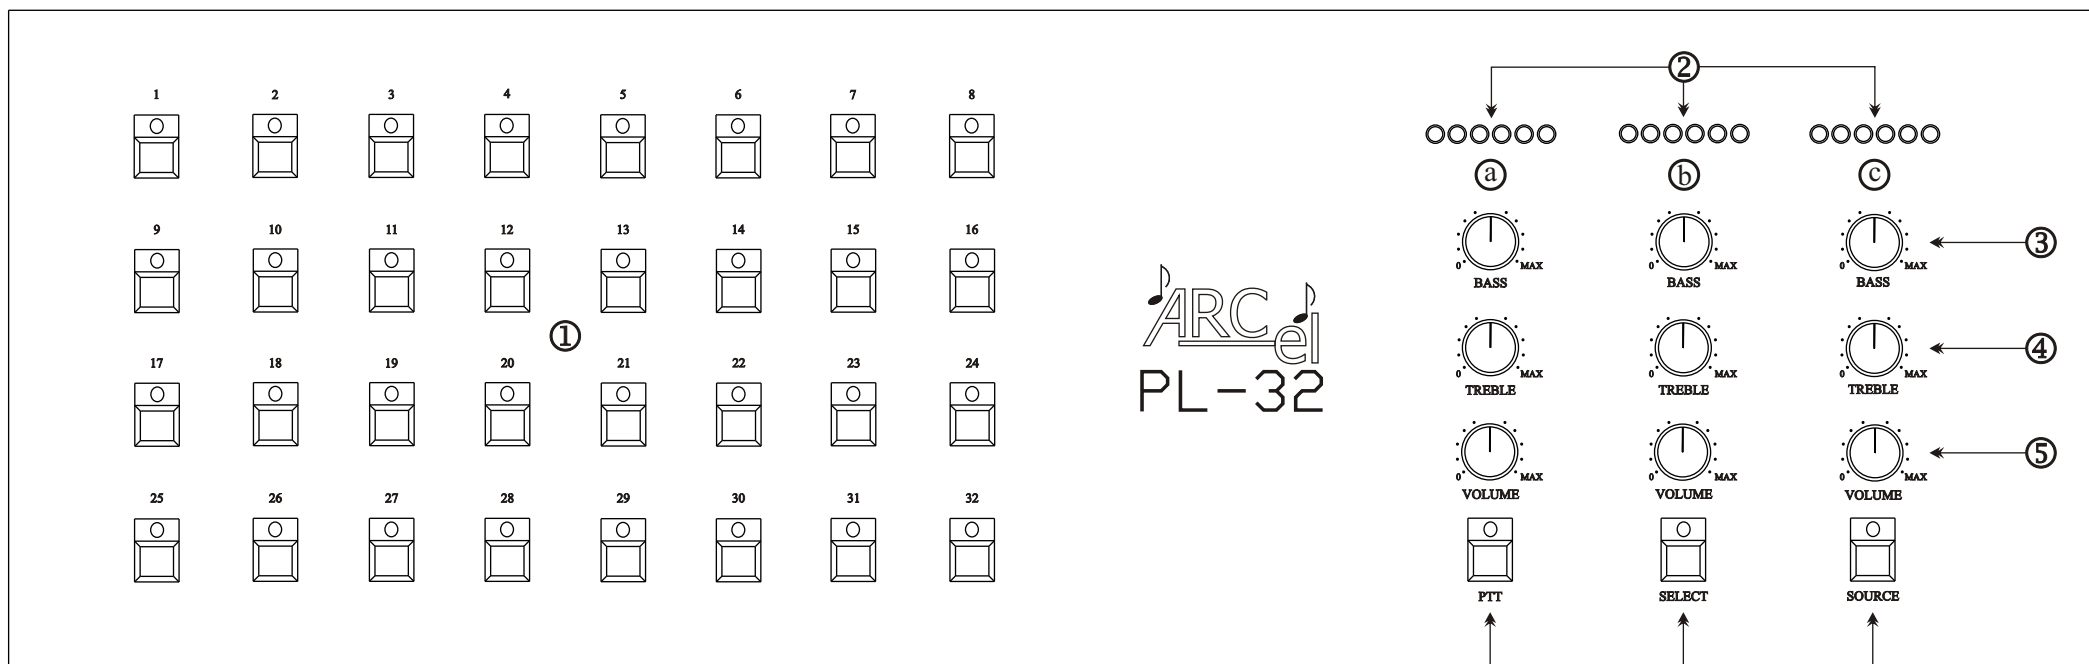 ②
1 2 3 4 5 6 7 8
ⓐ ⓑ ⓒ
9 10 11 12 13 14 15 16
③
0 MAX 0 MAX 0 MAX
BASS BASS BASS
①
ARCel
PL-32
17 18 19 20 21 22 23 24
④
0 MAX 0 MAX 0 MAX
TREBLE TREBLE TREBLE
⑤
0 MAX 0 MAX 0 MAX
VOLUME VOLUME VOLUME
25 26 27 28 29 30 31 32
PTT SELECT SOURCE